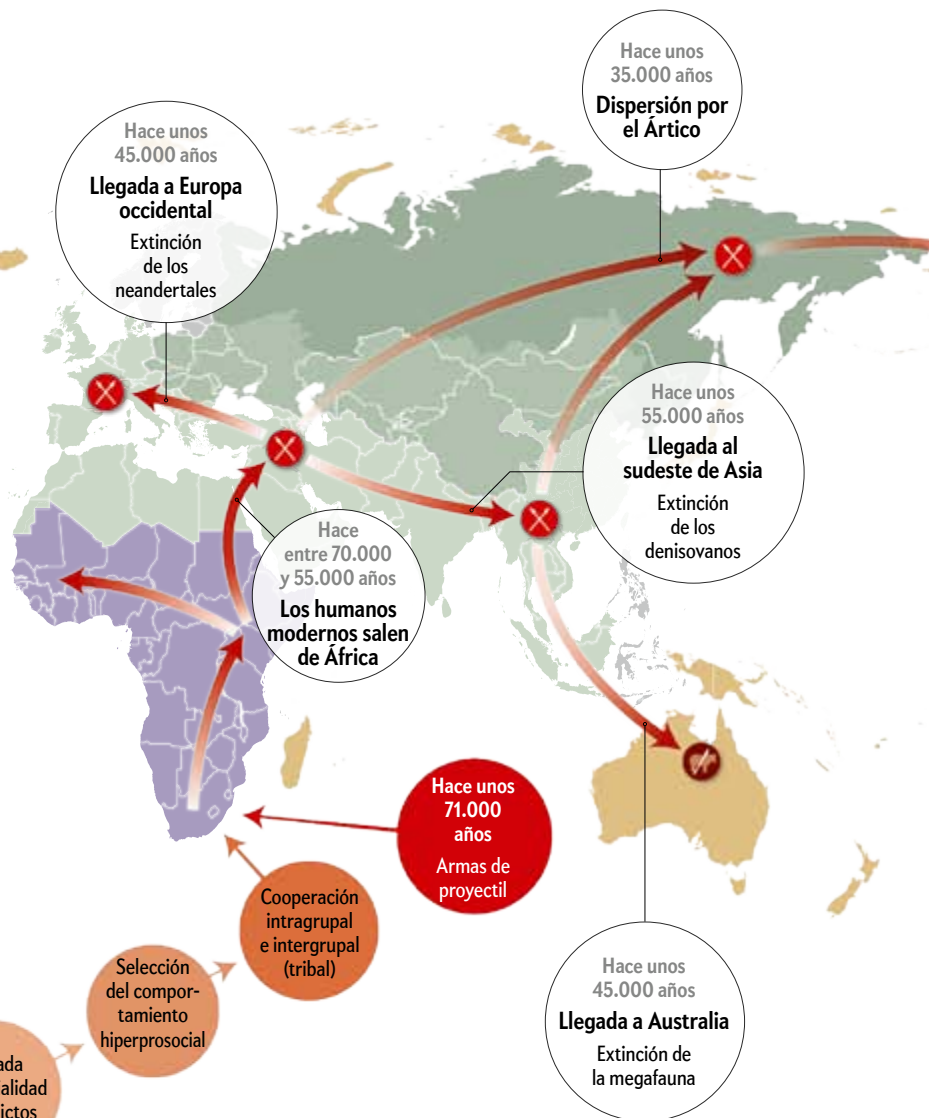 Hace unos
35.000 años
Dispersión por
el Ártico
Hace unos
45.000 años
Llegada a Europa
occidental
Extinción
de los
neandertales
Hace unos
55.000 años
Llegada al
sudeste de Asia
Extinción
de los
denisovanos
Hace
entre 70.000
y 55.000 años
Los humanos
modernos salen
de África
Hace unos
71.000
años
Armas de
proyectil
Cooperación
intragrupal
e intergrupal
(tribal)
Selección
del compor-
tamiento
hiperprosocial
Hace unos
45.000 años
Llegada a Australia
Extinción de
la megafauna